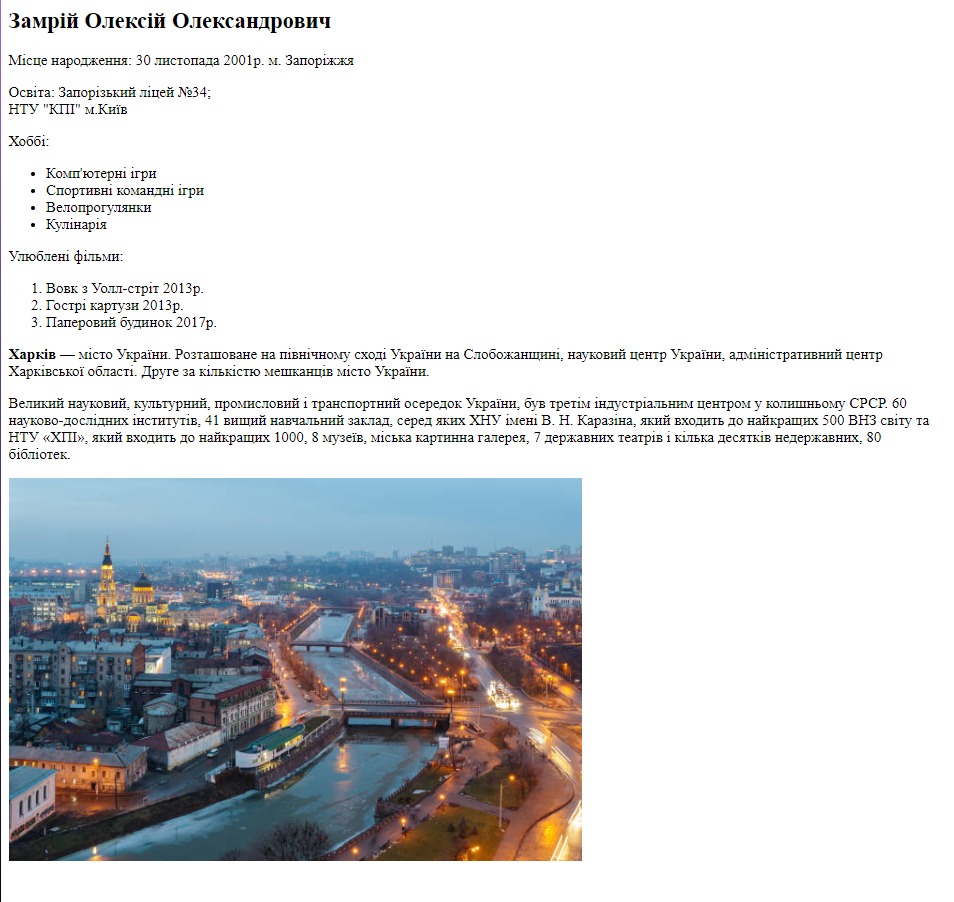 Замрій Олексій Олександрович
Місце народження: 30 листопада 2001р. м. Запоріжжя
Освіта: Запорізький ліцей №34;
НТУ "КПІ" м.Київ
Хоббі:
• Комп'ютерні ігри
• Спортивні командні ігри
• Велопрогулянки
• Кулінарія
Улюблені фільми:
1. Вовк з Уолл-стріт 2013р.
2. Гострі картузи 2013р.
3. Паперовий будинок 2017р.
Харків — місто України. Розташоване на північному сході України на Слобожанщині, науковий центр України, адміністративний центр
Харківської області. Друге за кількістю мешканців місто України.
Великий науковий, культурний, промисловий і транспортний осередок України, був третім індустріальним центром у колишньому СРСР. 60
науково-дослідних інститутів, 41 вищий навчальний заклад, серед яких ХНУ імені В. Н. Каразіна, який входить до найкращих 500 ВНЗ світу та
НТУ «ХПІ», який входить до найкращих 1000, 8 музеїв, міська картинна галерея, 7 державних театрів і кілька десятків недержавних, 80
бібліотек.